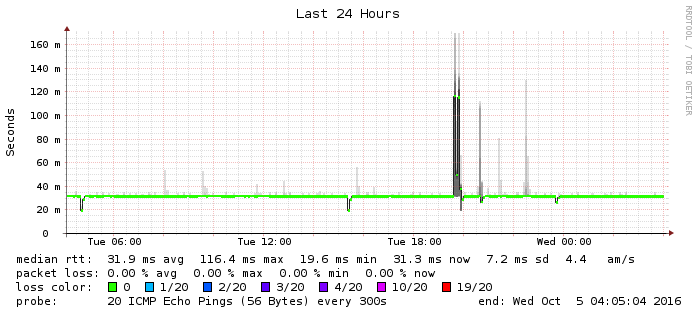 Last 24 Hours
RRDTOOL / TOBI OETIKER
Seconds
160 m
140 m
120 m
100 m
80 m
60 m
40 m
20 m
0
Tue 06:00 Tue 12:00 Tue 18:00 Wed 00:00
median rtt: 31.9 ms avg 116.4 ms max 19.6 ms min 31.3 ms now 7.2 ms sd 4.4 am/s
packet loss: 0.00 % avg 0.00 % max 0.00 % min 0.00 % now
loss color: 0 1/20 2/20 3/20 4/20 10/20 19/20
probe: 20 ICMP Echo Pings (56 Bytes) every 300s end: Wed Oct 5 04:05:04 2016